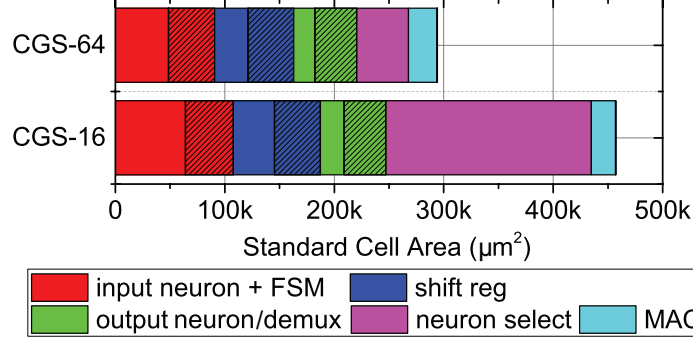 CGS-64
CGS-16
0 100k 200k 300k 400k 500k
Standard Cell Area (µm²)
input neuron + FSM shift reg
output neuron/demux neuron select MAC